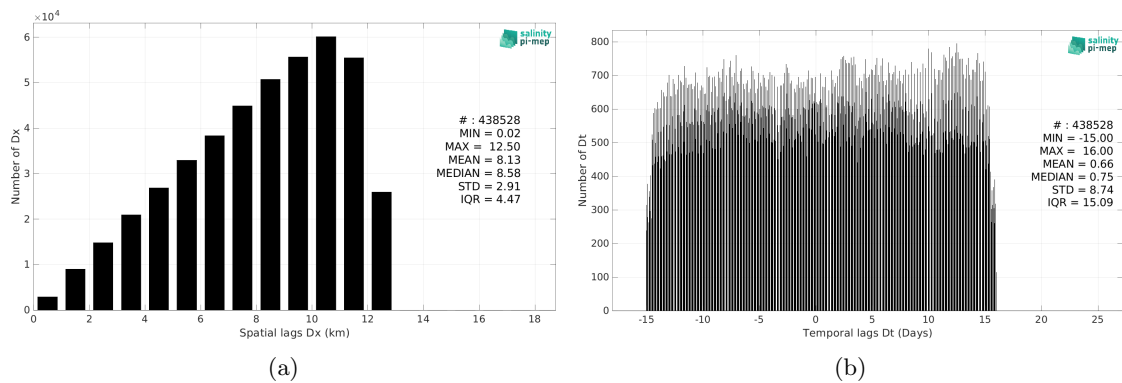 ×10⁴
salinity
pi-mep
6
5
4
3
2
1
0
Number of Dx
# : 438528
MIN = 0.02
MAX = 12.50
MEAN = 8.13
MEDIAN = 8.58
STD = 2.91
IQR = 4.47
0 2 4 6 8 10 12 14 16 18
Spatial lags Dx (km)
(a)
salinity
pi-mep
800
700
600
500
400
300
200
100
0
Number of Dt
# : 438528
MIN = -15.00
MAX = 16.00
MEAN = 0.66
MEDIAN = 0.75
STD = 8.74
IQR = 15.09
-15 -10 -5 0 5 10 15 20 25
Temporal lags Dt (Days)
(b)